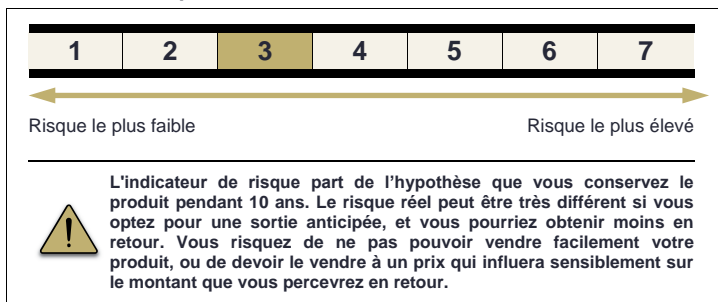 1 2 3 4 5 6 7
Risque le plus faible Risque le plus élevé
L'indicateur de risque part de l’hypothèse que vous conservez le
produit pendant 10 ans. Le risque réel peut être très différent si vous
optez pour une sortie anticipée, et vous pourriez obtenir moins en
retour. Vous risquez de ne pas pouvoir vendre facilement votre
produit, ou de devoir le vendre à un prix qui influera sensiblement sur
le montant que vous percevrez en retour.